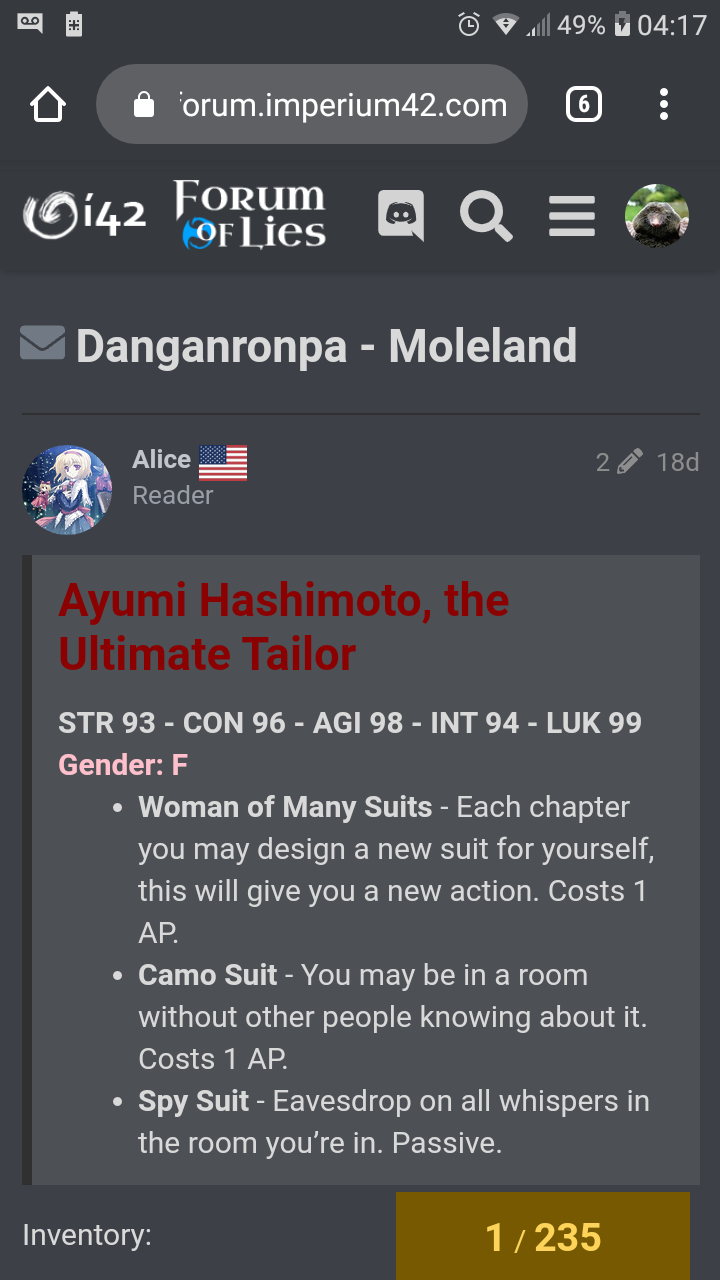 49% 04:17
orum.imperium42.com 6
í42 FORUM OF LIES
Danganronpa - Moleland
Alice 2 18d
Reader
Ayumi Hashimoto, the
Ultimate Tailor
STR 93 - CON 96 - AGI 98 - INT 94 - LUK 99
Gender: F
• Woman of Many Suits - Each chapter
you may design a new suit for yourself,
this will give you a new action. Costs 1
AP.
• Camo Suit - You may be in a room
without other people knowing about it.
Costs 1 AP.
• Spy Suit - Eavesdrop on all whispers in
the room you’re in. Passive.
Inventory: 1 / 235